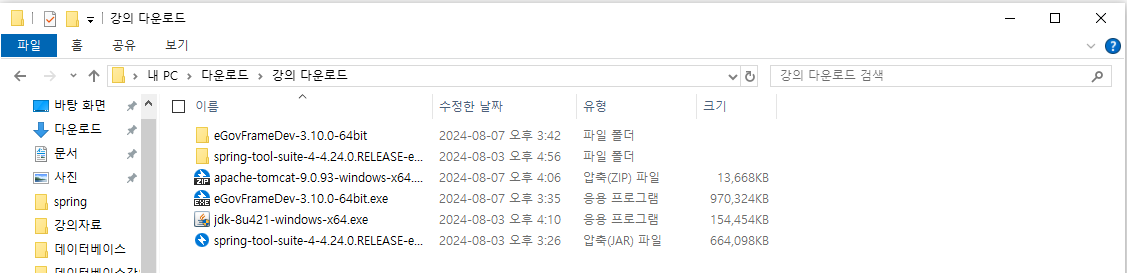 강의 다운로드
파일 홈 공유 보기
내 PC 다운로드 강의 다운로드 강의 다운로드 검색
바탕 화면
다운로드
문서
사진
spring
강의자료
데이터베이스
이름 수정한 날짜 유형 크기
eGovFrameDev-3.10.0-64bit 2024-08-07 오후 3:42 파일 폴더
spring-tool-suite-4-4.24.0.RELEASE-e... 2024-08-03 오후 4:56 파일 폴더
ZIP apache-tomcat-9.0.93-windows-x64.... 2024-08-07 오후 4:06 압축(ZIP) 파일 13,668KB
EXE eGovFrameDev-3.10.0-64bit.exe 2024-08-07 오후 3:35 응용 프로그램 970,324KB
jdk-8u421-windows-x64.exe 2024-08-03 오후 4:10 응용 프로그램 154,454KB
spring-tool-suite-4-4.24.0.RELEASE-e... 2024-08-03 오후 3:26 압축(JAR) 파일 664,098KB